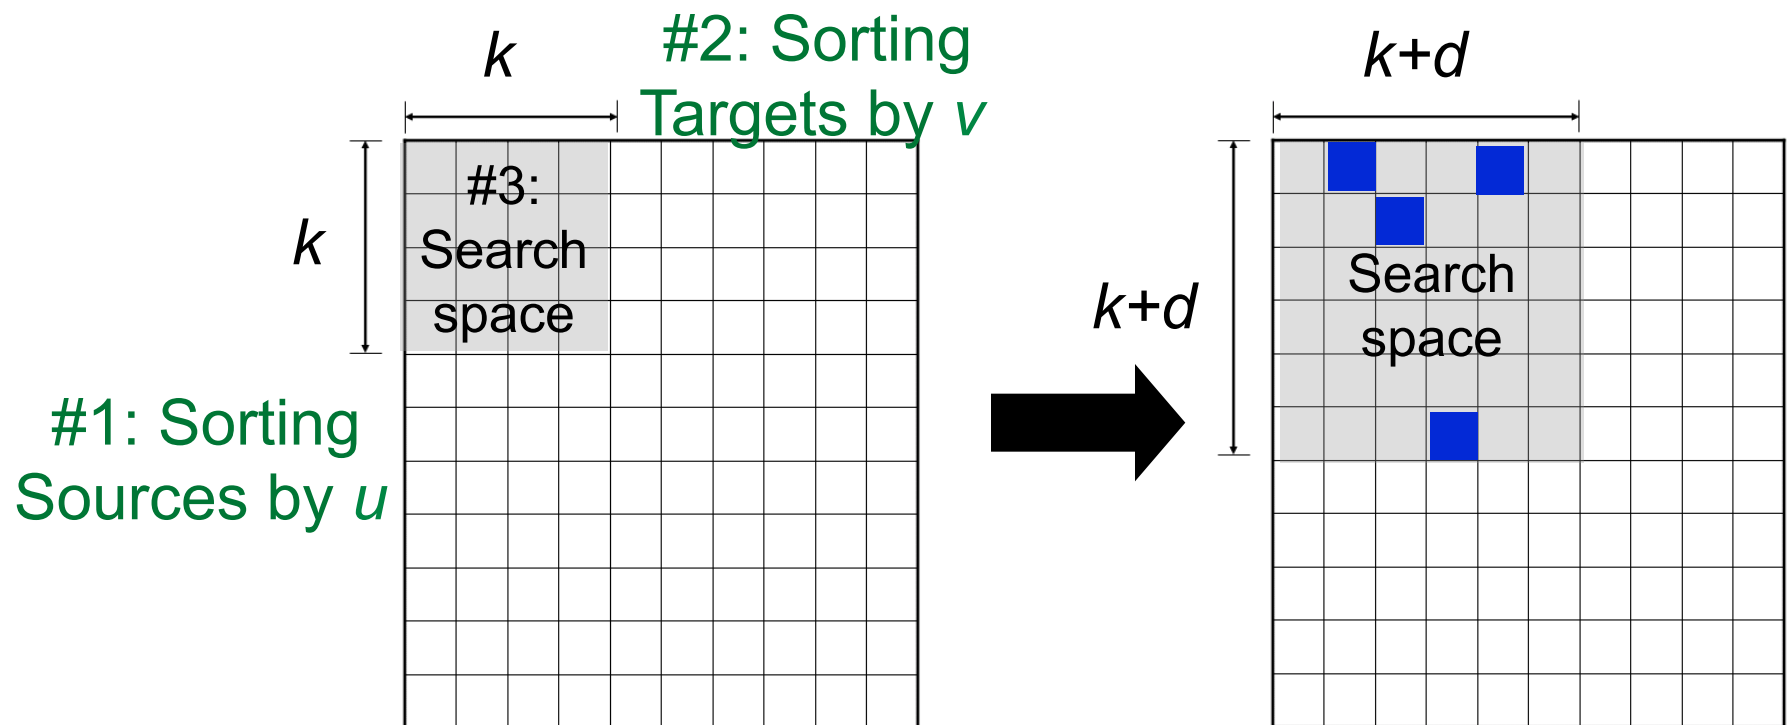 k
#2: Sorting
Targets by v
k
#3:
Search
space
#1: Sorting
Sources by u
k+d
k+d
Search
space